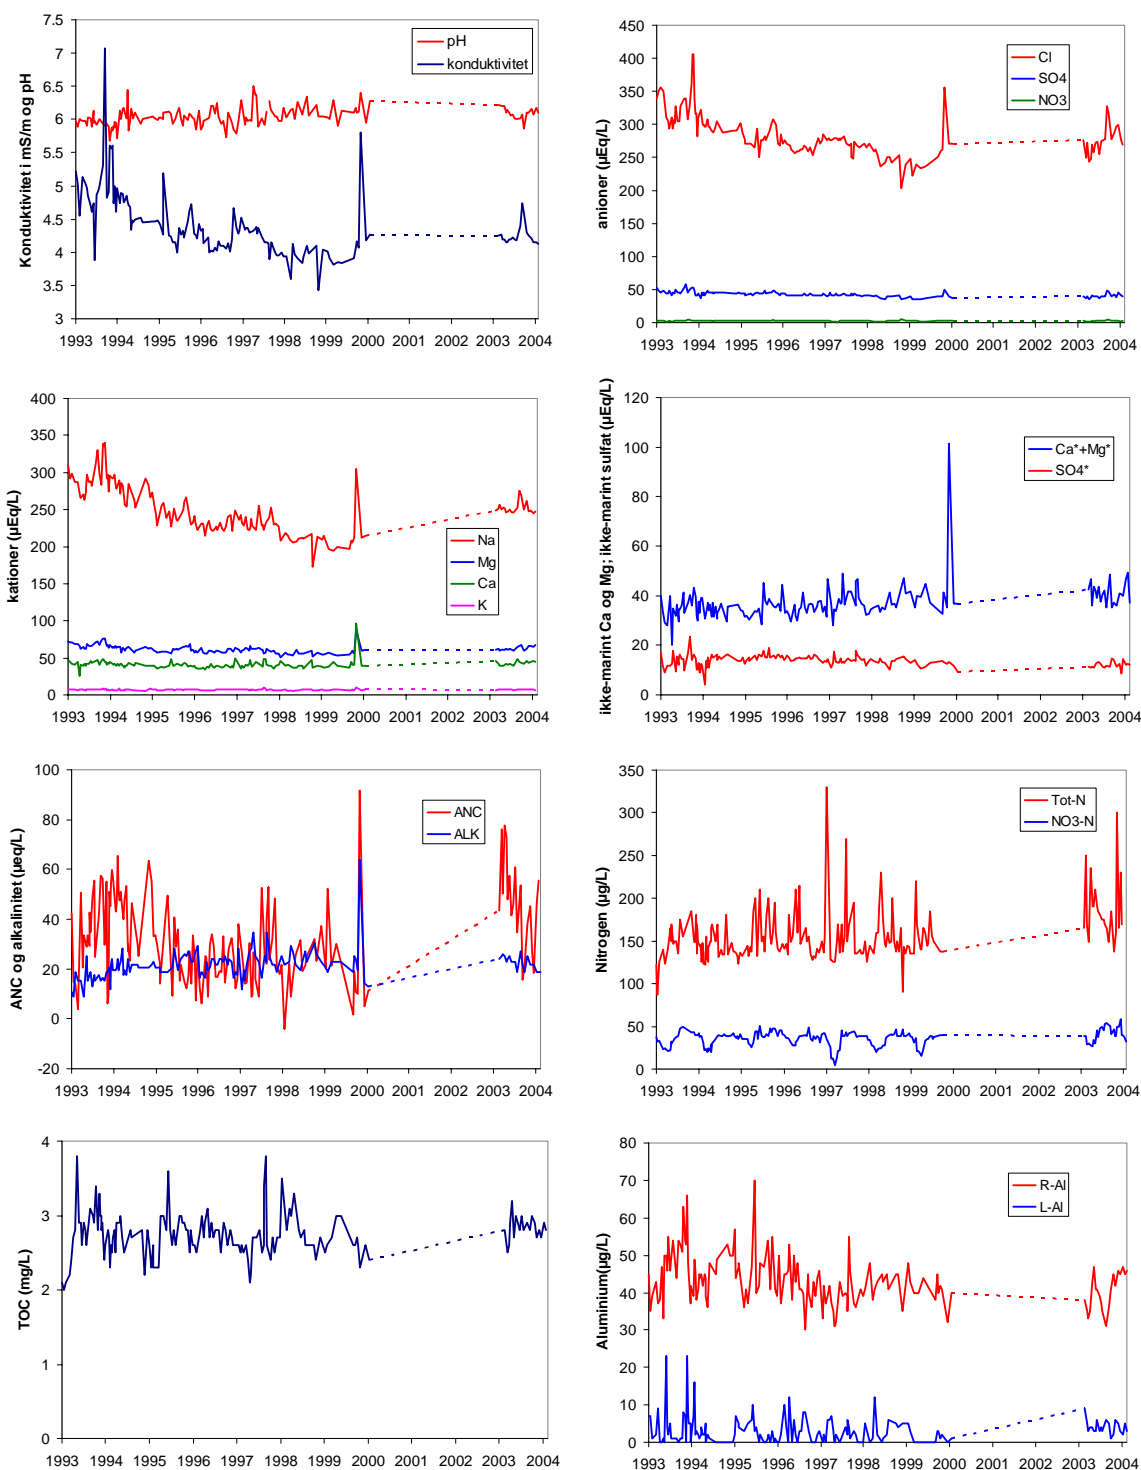 Konduktivitet i mS/m og pH
7.5
7
6.5
6
5.5
5
4.5
4
3.5
3
pH
konduktivitet
1993 1994 1995 1996 1997 1998 1999 2000 2001 2002 2003 2004
anioner (µEq/L)
450
400
350
300
250
200
150
100
50
0
Cl
SO4
NO3
1993 1994 1995 1996 1997 1998 1999 2000 2001 2002 2003 2004
kationer (µEq/L)
400
350
300
250
200
150
100
50
0
Na
Mg
Ca
K
1993 1994 1995 1996 1997 1998 1999 2000 2001 2002 2003 2004
ikke-marint Ca og Mg; ikke-marint sulfat (µEq/L)
120
100
80
60
40
20
0
Ca*+Mg*
SO4*
1993 1994 1995 1996 1997 1998 1999 2000 2001 2002 2003 2004
ANC og alkalinitet (µeq/L)
100
80
60
40
20
0
-20
ANC
ALK
1993 1994 1995 1996 1997 1998 1999 2000 2001 2002 2003 2004
Nitrogen (µg/L)
350
300
250
200
150
100
50
0
Tot-N
NO3-N
1993 1994 1995 1996 1997 1998 1999 2000 2001 2002 2003 2004
TOC (mg/L)
4
3
2
1
0
1993 1994 1995 1996 1997 1998 1999 2000 2001 2002 2003 2004
Aluminium(µg/L)
80
70
60
50
40
30
20
10
0
R-Al
L-Al
1993 1994 1995 1996 1997 1998 1999 2000 2001 2002 2003 2004